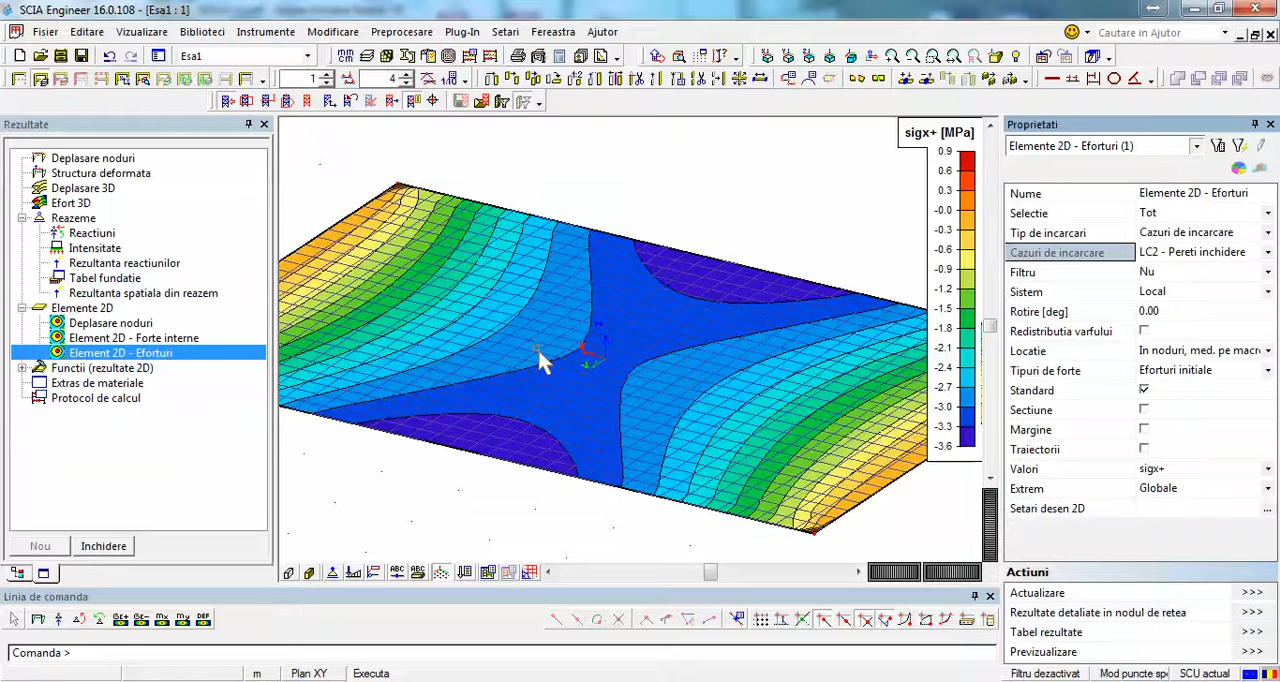 SCIA Engineer 16.0.108 - [Esa1 : 1]
Fisier Editare Vizualizare Biblioteci Instrumente Modificare Preprocesare Plug-In Setari Fereastra Ajutor
Cautare in Ajutor
Esa1
1 4
Rezultate
Deplasare noduri
Structura deformata
Deplasare 3D
Efort 3D
Reazeme
Reactiuni
Intensitate
Rezultanta reactiunilor
Tabel fundatie
Rezultanta spatiala din reazem
Elemente 2D
Deplasare noduri
Element 2D - Forte interne
Element 2D - Eforturi
Functii (rezultate 2D)
Extras de materiale
Protocol de calcul
Nou Inchidere
sigx+ [MPa]
0.9
0.6
0.3
-0.0
-0.3
-0.6
-0.9
-1.2
-1.5
-1.8
-2.1
-2.4
-2.7
-3.0
-3.3
-3.6
Proprietati
Elemente 2D - Eforturi (1)
Nume Elemente 2D - Eforturi
Selectie Tot
Tip de incarcari Cazuri de incarcare
Cazuri de incarcare LC2 - Pereti inchidere
Filtru Nu
Sistem Local
Rotire [deg] 0.00
Redistributia varfului
Locatie In noduri, med. pe macro
Tipuri de forte Eforturi initiale
Standard
Sectiune
Margine
Traiectorii
Valori sigx+
Extrem Globale
Setari desen 2D ...
Actiuni
Actualizare >>>
Rezultate detaliate in nodul de retea >>>
Tabel rezultate >>>
Previzualizare >>>
Linia de comanda
Comanda >
m Plan XY Executa Filtru dezactivat Mod puncte sp SCU actual